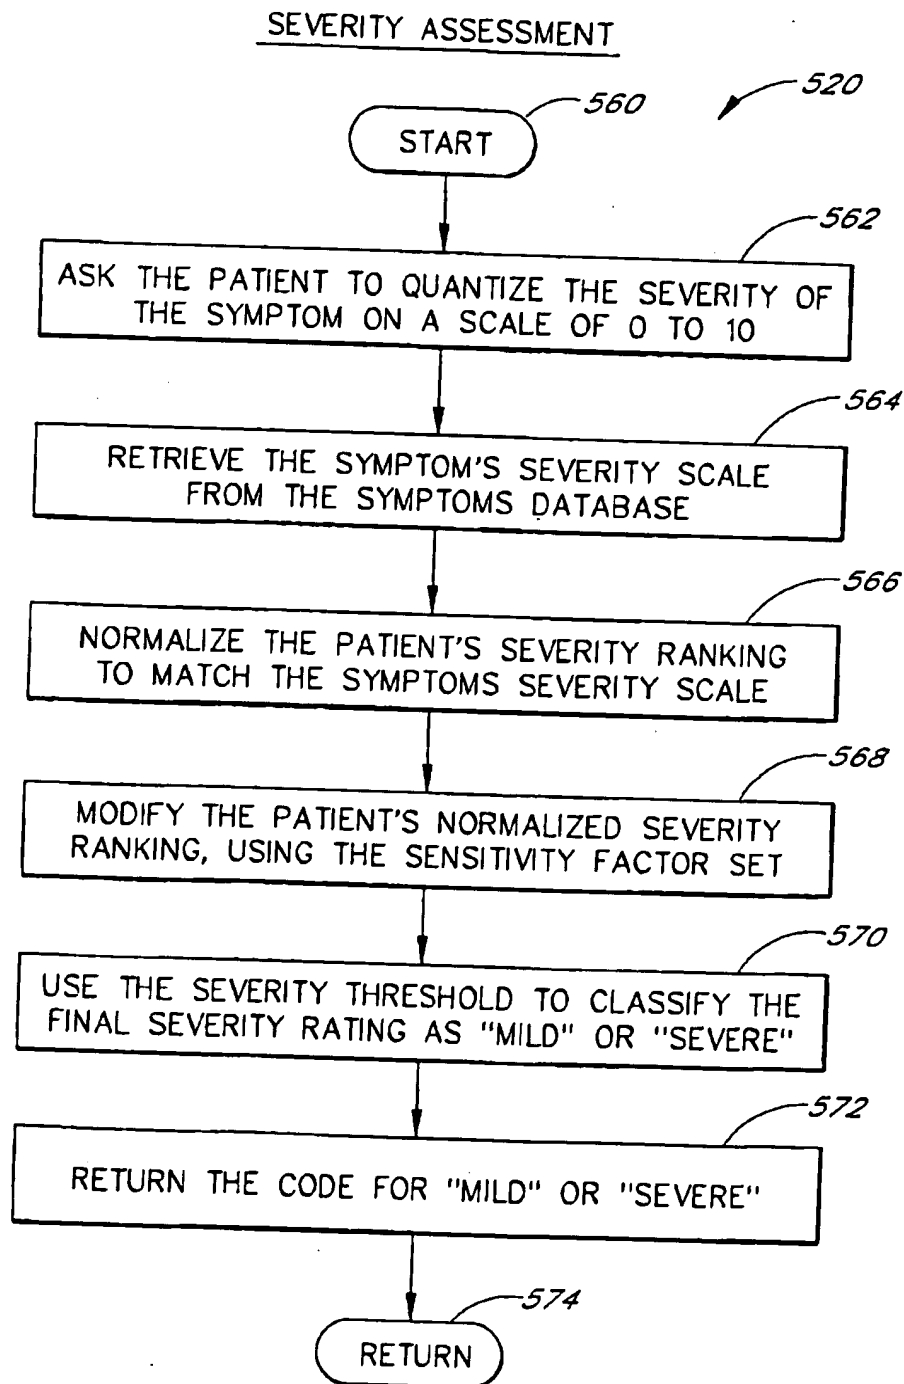 SEVERITY ASSESSMENT
520
560
START
562
ASK THE PATIENT TO QUANTIZE THE SEVERITY OF
THE SYMPTOM ON A SCALE OF 0 TO 10
564
RETRIEVE THE SYMPTOM'S SEVERITY SCALE
FROM THE SYMPTOMS DATABASE
566
NORMALIZE THE PATIENT'S SEVERITY RANKING
TO MATCH THE SYMPTOMS SEVERITY SCALE
568
MODIFY THE PATIENT'S NORMALIZED SEVERITY
RANKING, USING THE SENSITIVITY FACTOR SET
570
USE THE SEVERITY THRESHOLD TO CLASSIFY THE
FINAL SEVERITY RATING AS "MILD" OR "SEVERE"
572
RETURN THE CODE FOR "MILD" OR "SEVERE"
574
RETURN